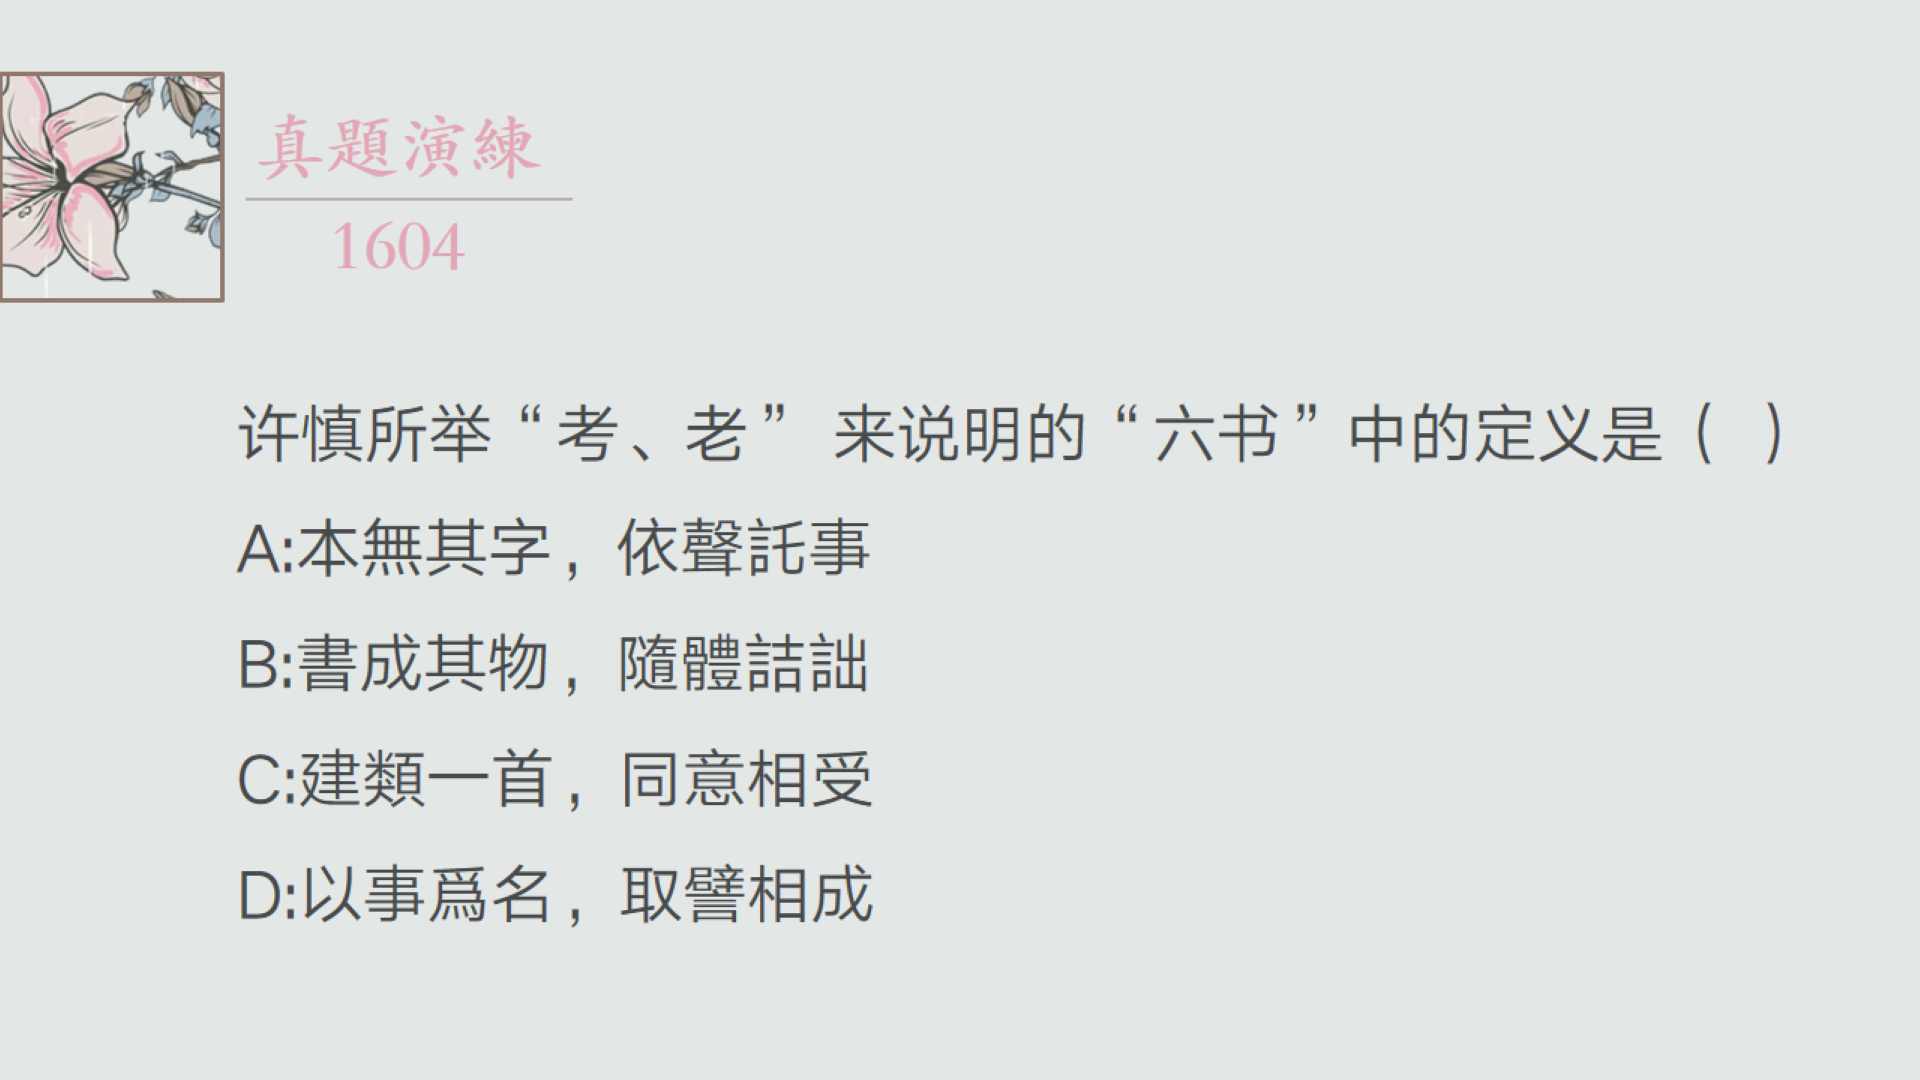 真題演練
1604
许慎所举“考、老” 来说明的“六书”中的定义是（ ）
A:本無其字，依聲託事
B:書成其物，隨體詰詘
C:建類一首，同意相受
D:以事爲名，取譬相成